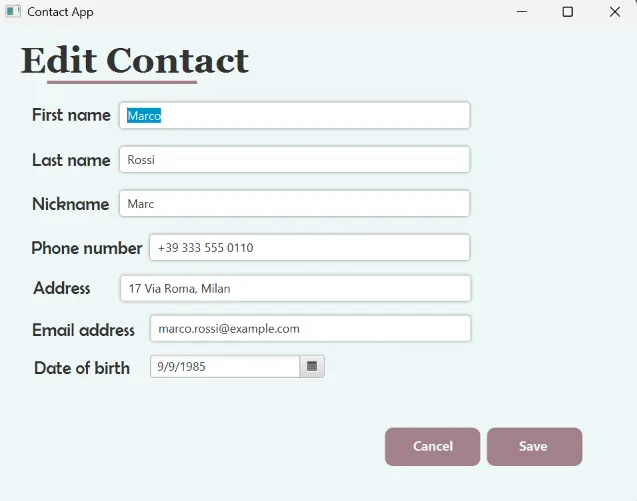 Contact App
Edit Contact
First name Marco
Last name Rossi
Nickname Marc
Phone number +39 333 555 0110
Address 17 Via Roma, Milan
Email address marco.rossi@example.com
Date of birth 9/9/1985
Cancel Save